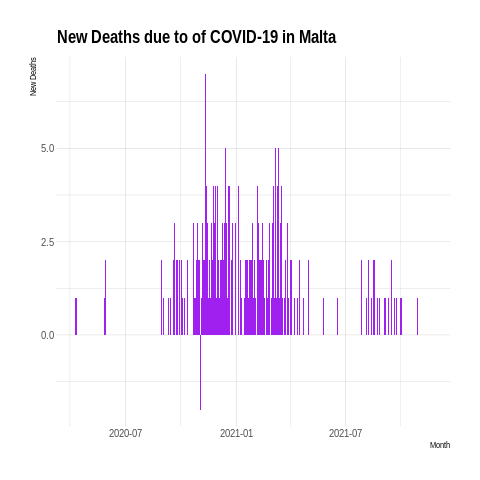 New Deaths due to of COVID-19 in Malta
New Deaths
5.0
2.5
0.0
2020-07
2021-01
2021-07
Month